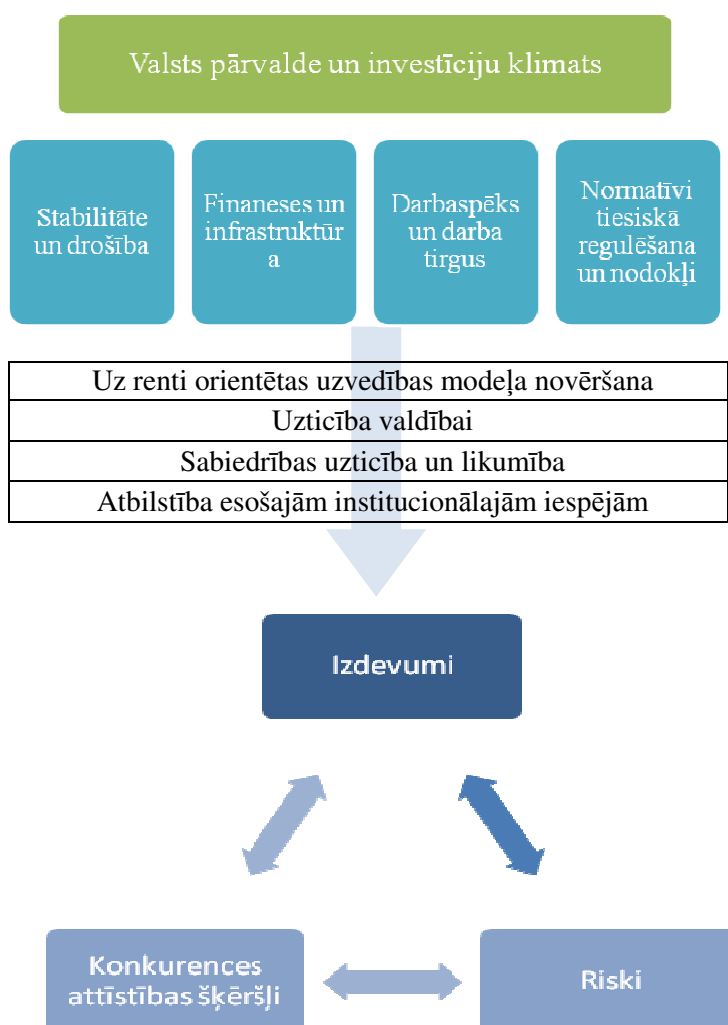 Valsts pārvalde un investīciju klimats
Stabilitāte
un drošība
Finaneses un
infrastruktūr
a
Darbaspēks
un darba
tirgus
Normatīvi
tiesiskā
regulēšana
un nodokļi
Uz renti orientētas uzvedības modeļa novēršana
Uzticība valdībai
Sabiedrības uzticība un likumība
Atbilstība esošajām institucionālajām iespējām
Izdevumi
Konkurences
attīstības šķēršļi
Riski